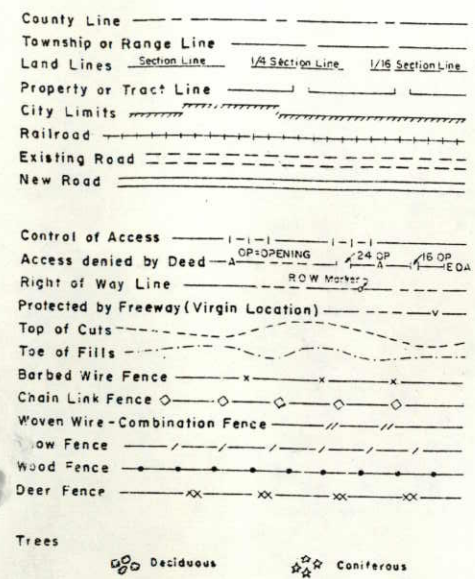 County Line
Township or Range Line
Land Lines Section Line 1/4 Section Line 1/16 Section Line
Property or Tract Line
City Limits
Railroad
Existing Road
New Road
Control of Access
Access denied by Deed A OP=OPENING 24 OP A 16 OP EOA
Right of Way Line R.O.W Marker
Protected by Freeway (Virgin Location) v
Top of Cuts
Toe of Fills
Barbed Wire Fence
Chain Link Fence
Woven Wire-Combination Fence
ow Fence
Wood Fence
Deer Fence
Trees
Deciduous Coniferous